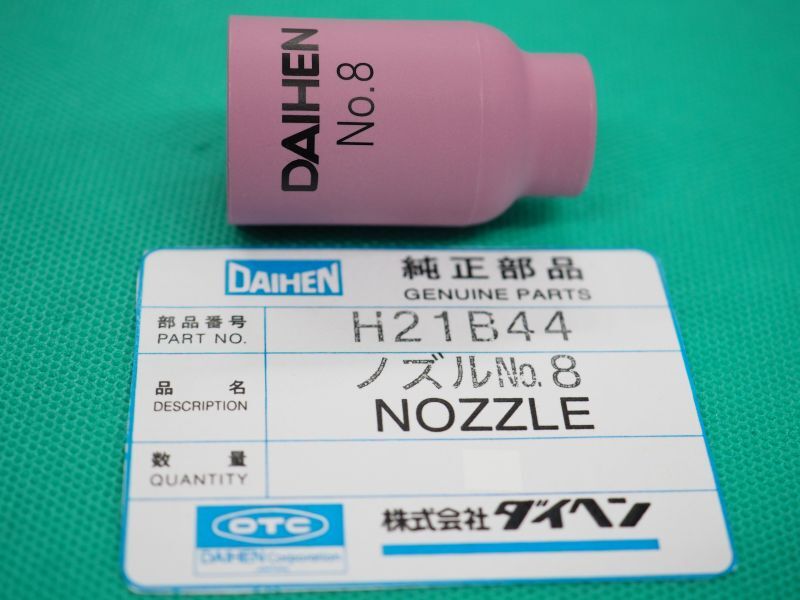 DAIHEN
No.8
DAIHEN 純正部品
GENUINE PARTS
部品番号 H21B44
PART NO.
品名 ノズルNo.8
DESCRIPTION NOZZLE
数量
QUANTITY
OTC 株式会社ダイヘン
DAIHEN Corporation